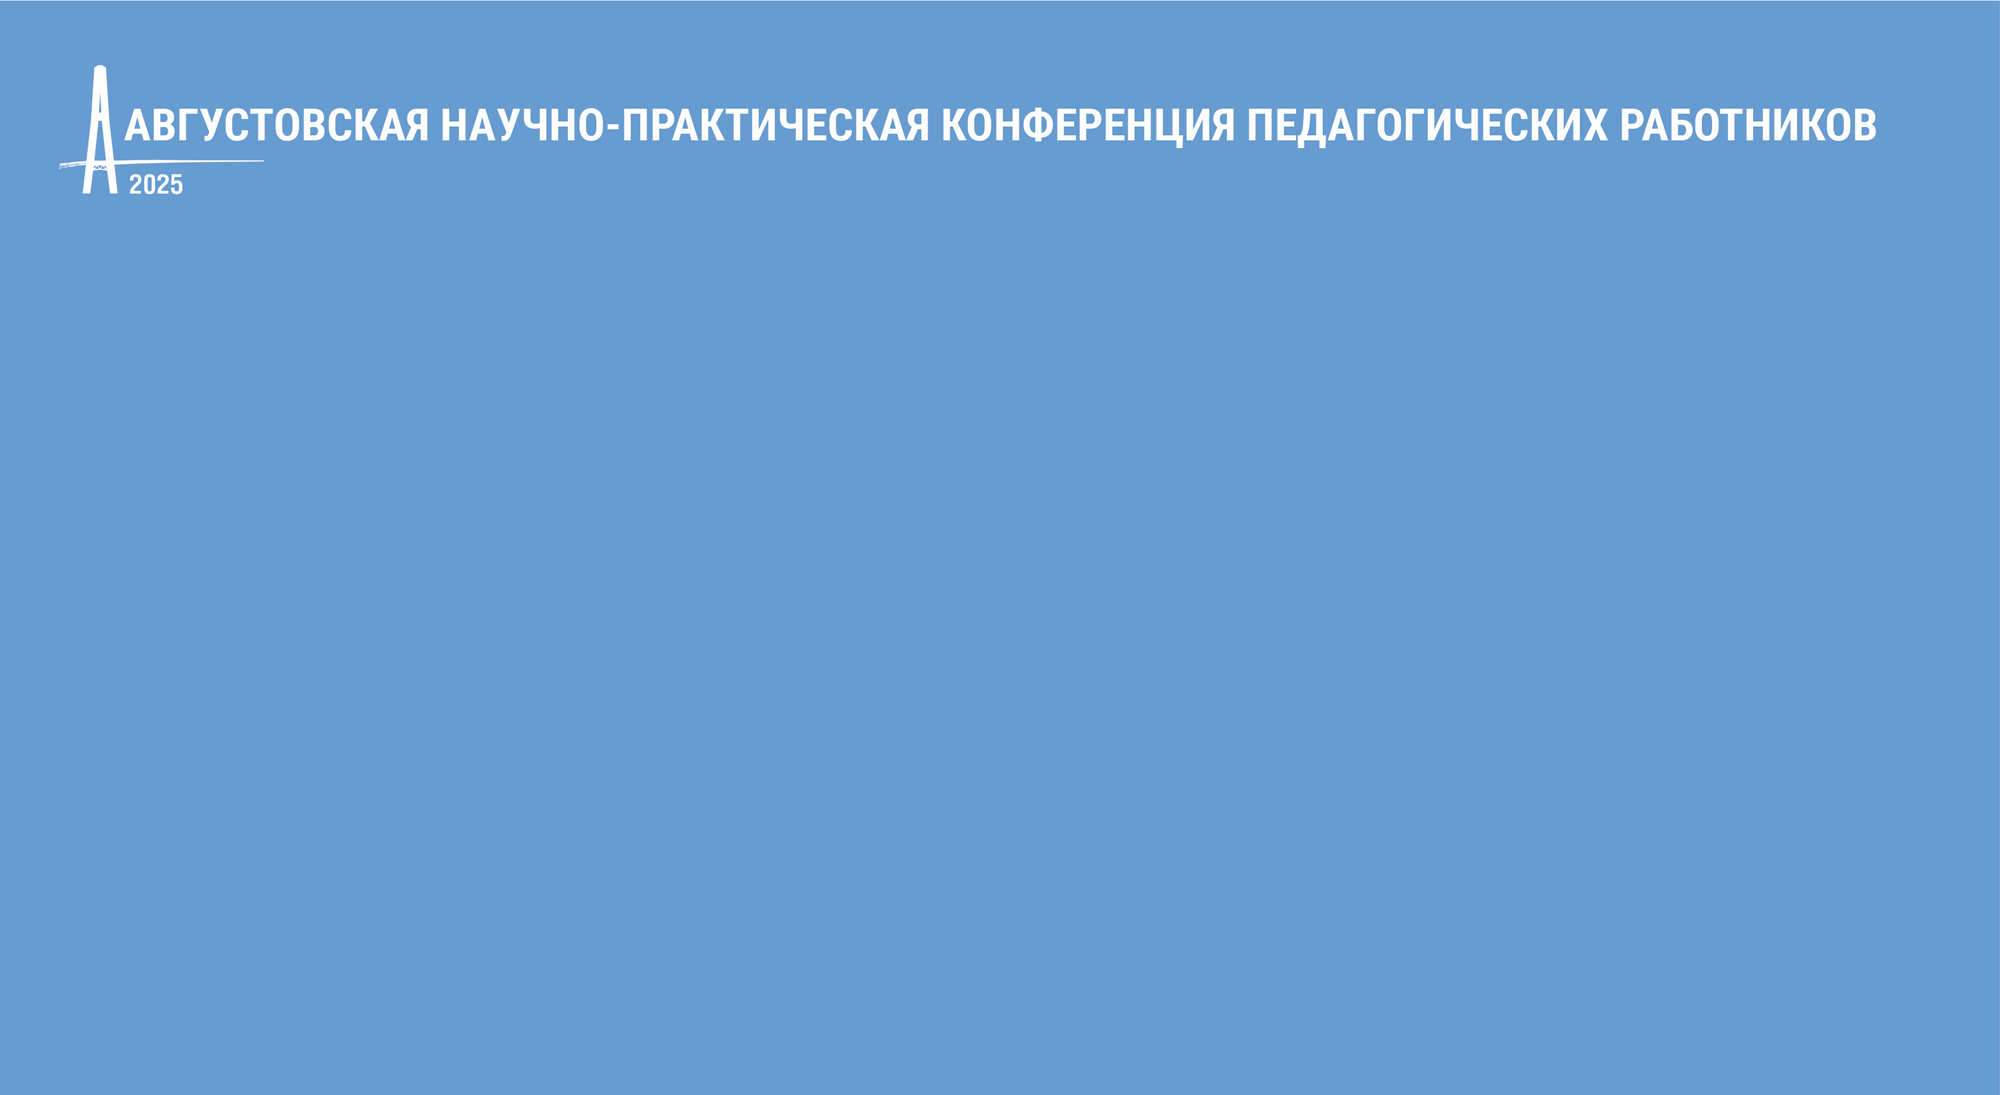 АВГУСТОВСКАЯ НАУЧНО-ПРАКТИЧЕСКАЯ КОНФЕРЕНЦИЯ ПЕДАГОГИЧЕСКИХ РАБОТНИКОВ
2025